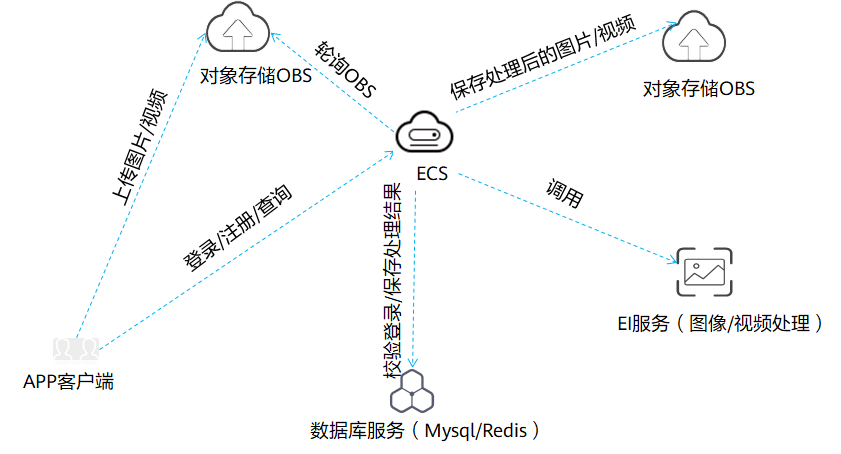 对象存储OBS
轮询OBS
保存处理后的图片/视频
对象存储OBS
上传图片/视频
ECS
登录/注册/查询
校验登录/保存处理结果
调用
EI服务（图像/视频处理）
APP客户端
数据库服务（Mysql/Redis）